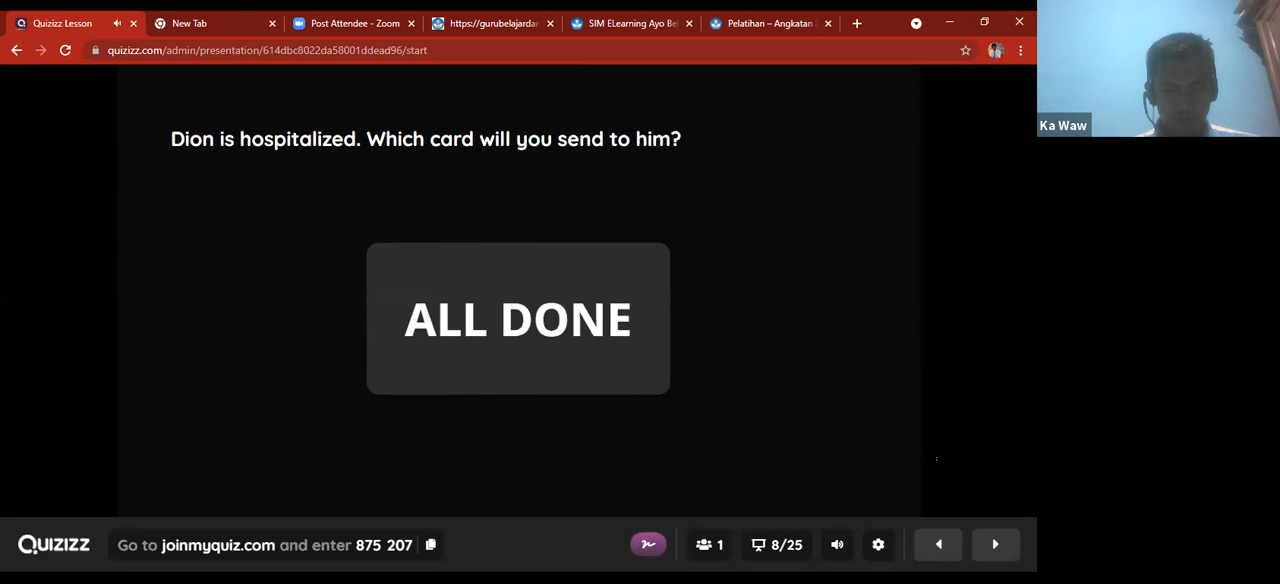 Quizizz Lesson
New Tab
Post Attendee - Zoom
https://gurubelajardan
SIM ELearning Ayo Bel
Pelatihan – Angkatan
quizizz.com/admin/presentation/614dbc8022da58001ddead96/start
Ka Waw
Dion is hospitalized. Which card will you send to him?
ALL DONE
QUIZIZZ
Go to joinmyquiz.com and enter 875 207
1
8/25